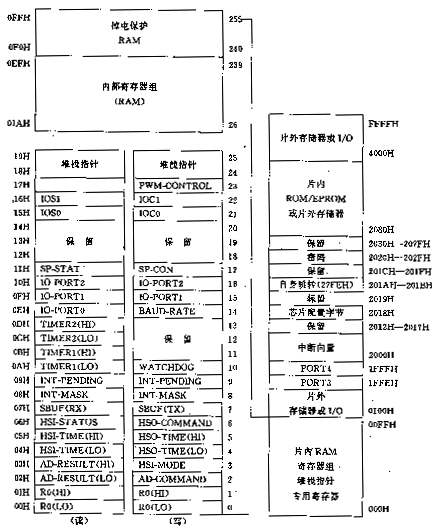 0FFH 掉电保护 255
RAM
0F0H 240
0EFH 239
内部寄存器组
(RAM)
01AH 26
19H 堆栈指针 堆栈指针 25
18H 24
17H PWM-CONTROL 23
16H IOS1 IOC1 22
15H IOS0 IOC0 21
14H 20
13H 保留 保留 19
12H 18
11H SP-STAT SP-CON 17
10H IO-PORT2 IO-PORT2 16
0FH IO-PORT1 IO-PORT1 15
0EH IO-PORT0 BAUD-RATE 14
0DH TIMER2(HI) 13
0CH TIMER2(LO) 保留 12
0BH TIMER1(HI) 11
0AH TIMER1(LO) WATCHDOG 10
09H INT-PENDING INT-PENDING 9
08H INT-MASK INT-MASK 8
07H SBUF(RX) SBUF(TX) 7
06H HSI-STATUS HSO-COMMAND 6
05H HSI-TIME(HI) HSO-TIME(HI) 5
04H HSI-TIME(LO) HSO-TIME(LO) 4
03H AD-RESULT(HI) HSI-MODE 3
02H AD-RESULT(LO) AD-COMMAND 2
01H R0(HI) R0(HI) 1
00H R0(LO) R0(LO) 0
(读) (写)
FFFFH
片外存储器或I/O
4000H
片内
ROM/EPROM
或片外存储器
2080H
保留 2030H-207FH
密码 2020H-202FH
保留 201CH-201FH
自身跳转(27FEH) 201AH-201BH
保留 2019H
芯片配置字节 2018H
保留 2012H-2017H
中断向量
2000H
PORT4 1FFFH
PORT3 1FFEH
片外
存储器或I/O 0100H
00FFH
片内RAM
寄存器组
堆栈指针
专用寄存器
000H